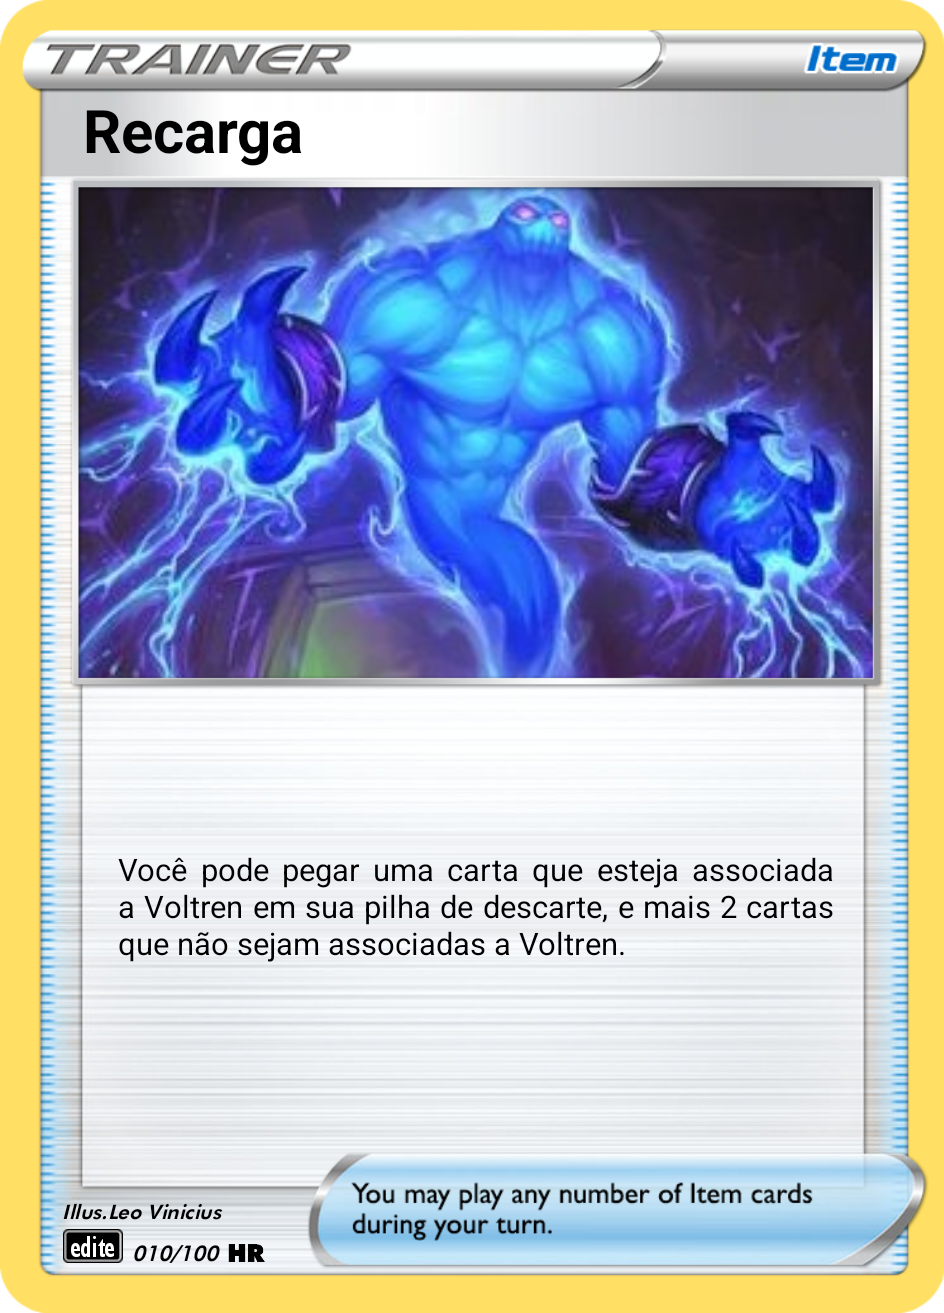 TRAINER
Item
Recarga
Você pode pegar uma carta que esteja associada
a Voltren em sua pilha de descarte, e mais 2 cartas
que não sejam associadas a Voltren.
You may play any number of Item cards
during your turn.
Illus.Leo Vinicius
edite 010/100 HR